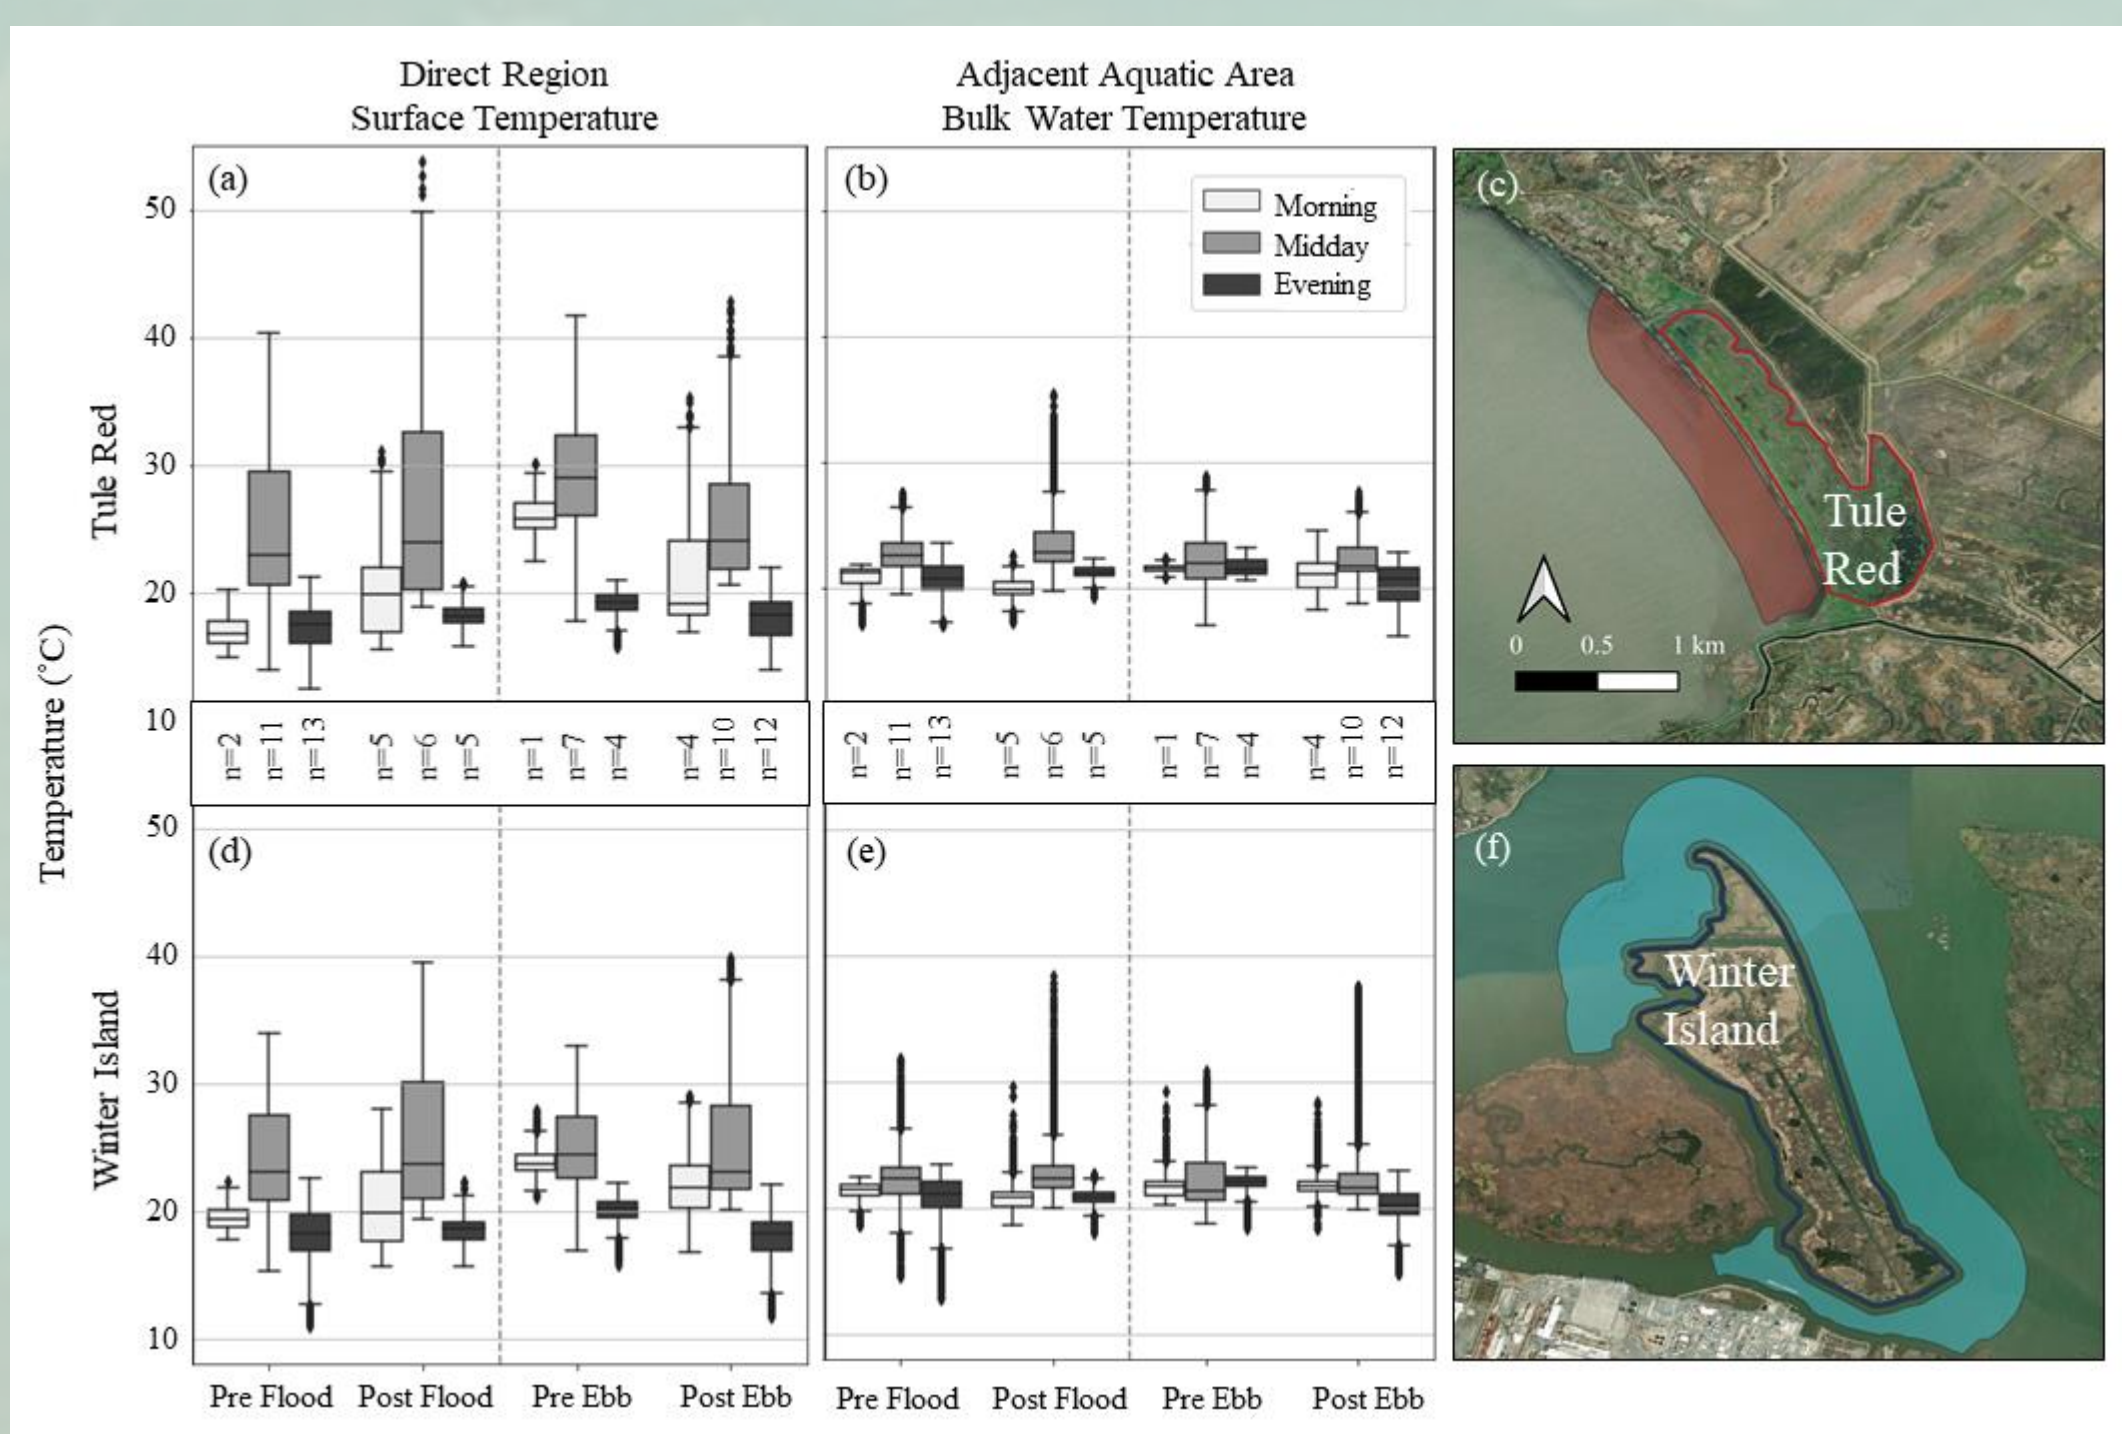 Direct Region
Surface Temperature
Adjacent Aquatic Area
Bulk Water Temperature
Temperature (˚C)
Tule Red
(a)
50
40
30
20
10
(b)
Morning
Midday
Evening
(c)
Tule
Red
0 0.5 1 km
n=2 n=11 n=13 n=5 n=6 n=5 n=1 n=7 n=4 n=4 n=10 n=12
n=2 n=11 n=13 n=5 n=6 n=5 n=1 n=7 n=4 n=4 n=10 n=12
Winter Island
(d)
50
40
30
20
10
(e)
(f)
Winter
Island
Pre Flood Post Flood Pre Ebb Post Ebb
Pre Flood Post Flood Pre Ebb Post Ebb